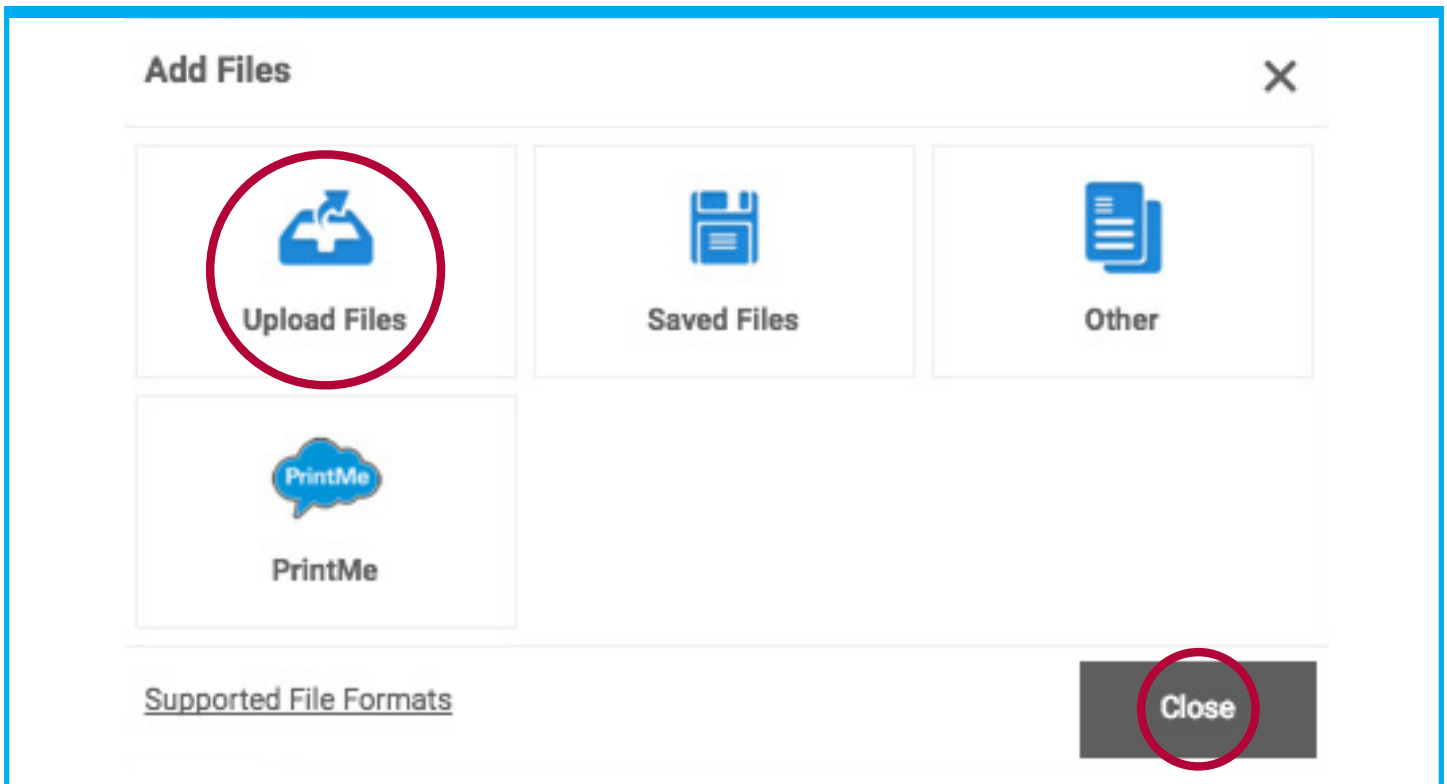 Add Files
Upload Files
Saved Files
Other
PrintMe
PrintMe
Supported File Formats
Close